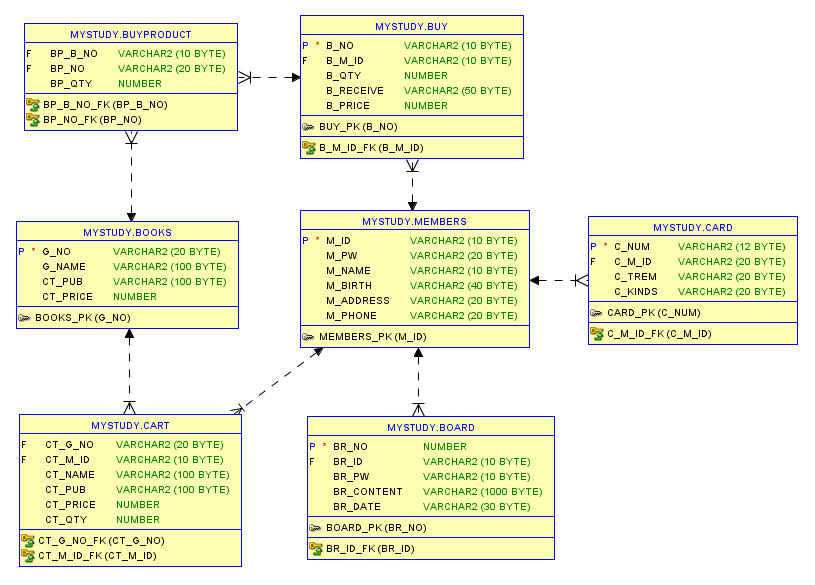 MYSTUDY.BUYPRODUCT
F BP_B_NO VARCHAR2 (10 BYTE)
F BP_NO VARCHAR2 (20 BYTE)
BP_QTY NUMBER
BP_B_NO_FK (BP_B_NO)
BP_NO_FK (BP_NO)
MYSTUDY.BUY
P * B_NO VARCHAR2 (10 BYTE)
F B_M_ID VARCHAR2 (10 BYTE)
B_QTY NUMBER
B_RECEIVE VARCHAR2 (50 BYTE)
B_PRICE NUMBER
BUY_PK (B_NO)
B_M_ID_FK (B_M_ID)
MYSTUDY.BOOKS
P * G_NO VARCHAR2 (20 BYTE)
G_NAME VARCHAR2 (100 BYTE)
CT_PUB VARCHAR2 (100 BYTE)
CT_PRICE NUMBER
BOOKS_PK (G_NO)
MYSTUDY.MEMBERS
P * M_ID VARCHAR2 (10 BYTE)
M_PW VARCHAR2 (20 BYTE)
M_NAME VARCHAR2 (10 BYTE)
M_BIRTH VARCHAR2 (40 BYTE)
M_ADDRESS VARCHAR2 (20 BYTE)
M_PHONE VARCHAR2 (20 BYTE)
MEMBERS_PK (M_ID)
MYSTUDY.CARD
P * C_NUM VARCHAR2 (12 BYTE)
F C_M_ID VARCHAR2 (20 BYTE)
C_TREM VARCHAR2 (20 BYTE)
C_KINDS VARCHAR2 (20 BYTE)
CARD_PK (C_NUM)
C_M_ID_FK (C_M_ID)
MYSTUDY.CART
F CT_G_NO VARCHAR2 (20 BYTE)
F CT_M_ID VARCHAR2 (10 BYTE)
CT_NAME VARCHAR2 (100 BYTE)
CT_PUB VARCHAR2 (100 BYTE)
CT_PRICE NUMBER
CT_QTY NUMBER
CT_G_NO_FK (CT_G_NO)
CT_M_ID_FK (CT_M_ID)
MYSTUDY.BOARD
P * BR_NO NUMBER
F BR_ID VARCHAR2 (10 BYTE)
BR_PW VARCHAR2 (10 BYTE)
BR_CONTENT VARCHAR2 (1000 BYTE)
BR_DATE VARCHAR2 (30 BYTE)
BOARD_PK (BR_NO)
BR_ID_FK (BR_ID)